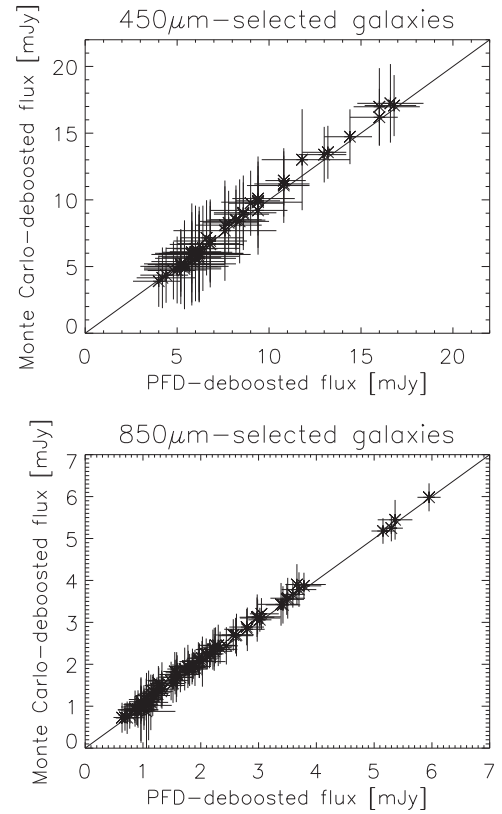 450μm−selected galaxies
Monte Carlo−deboosted flux [mJy]
20
15
10
5
0
0 5 10 15 20
PFD−deboosted flux [mJy]
850μm−selected galaxies
Monte Carlo−deboosted flux [mJy]
7
6
5
4
3
2
1
0
0 1 2 3 4 5 6 7
PFD−deboosted flux [mJy]